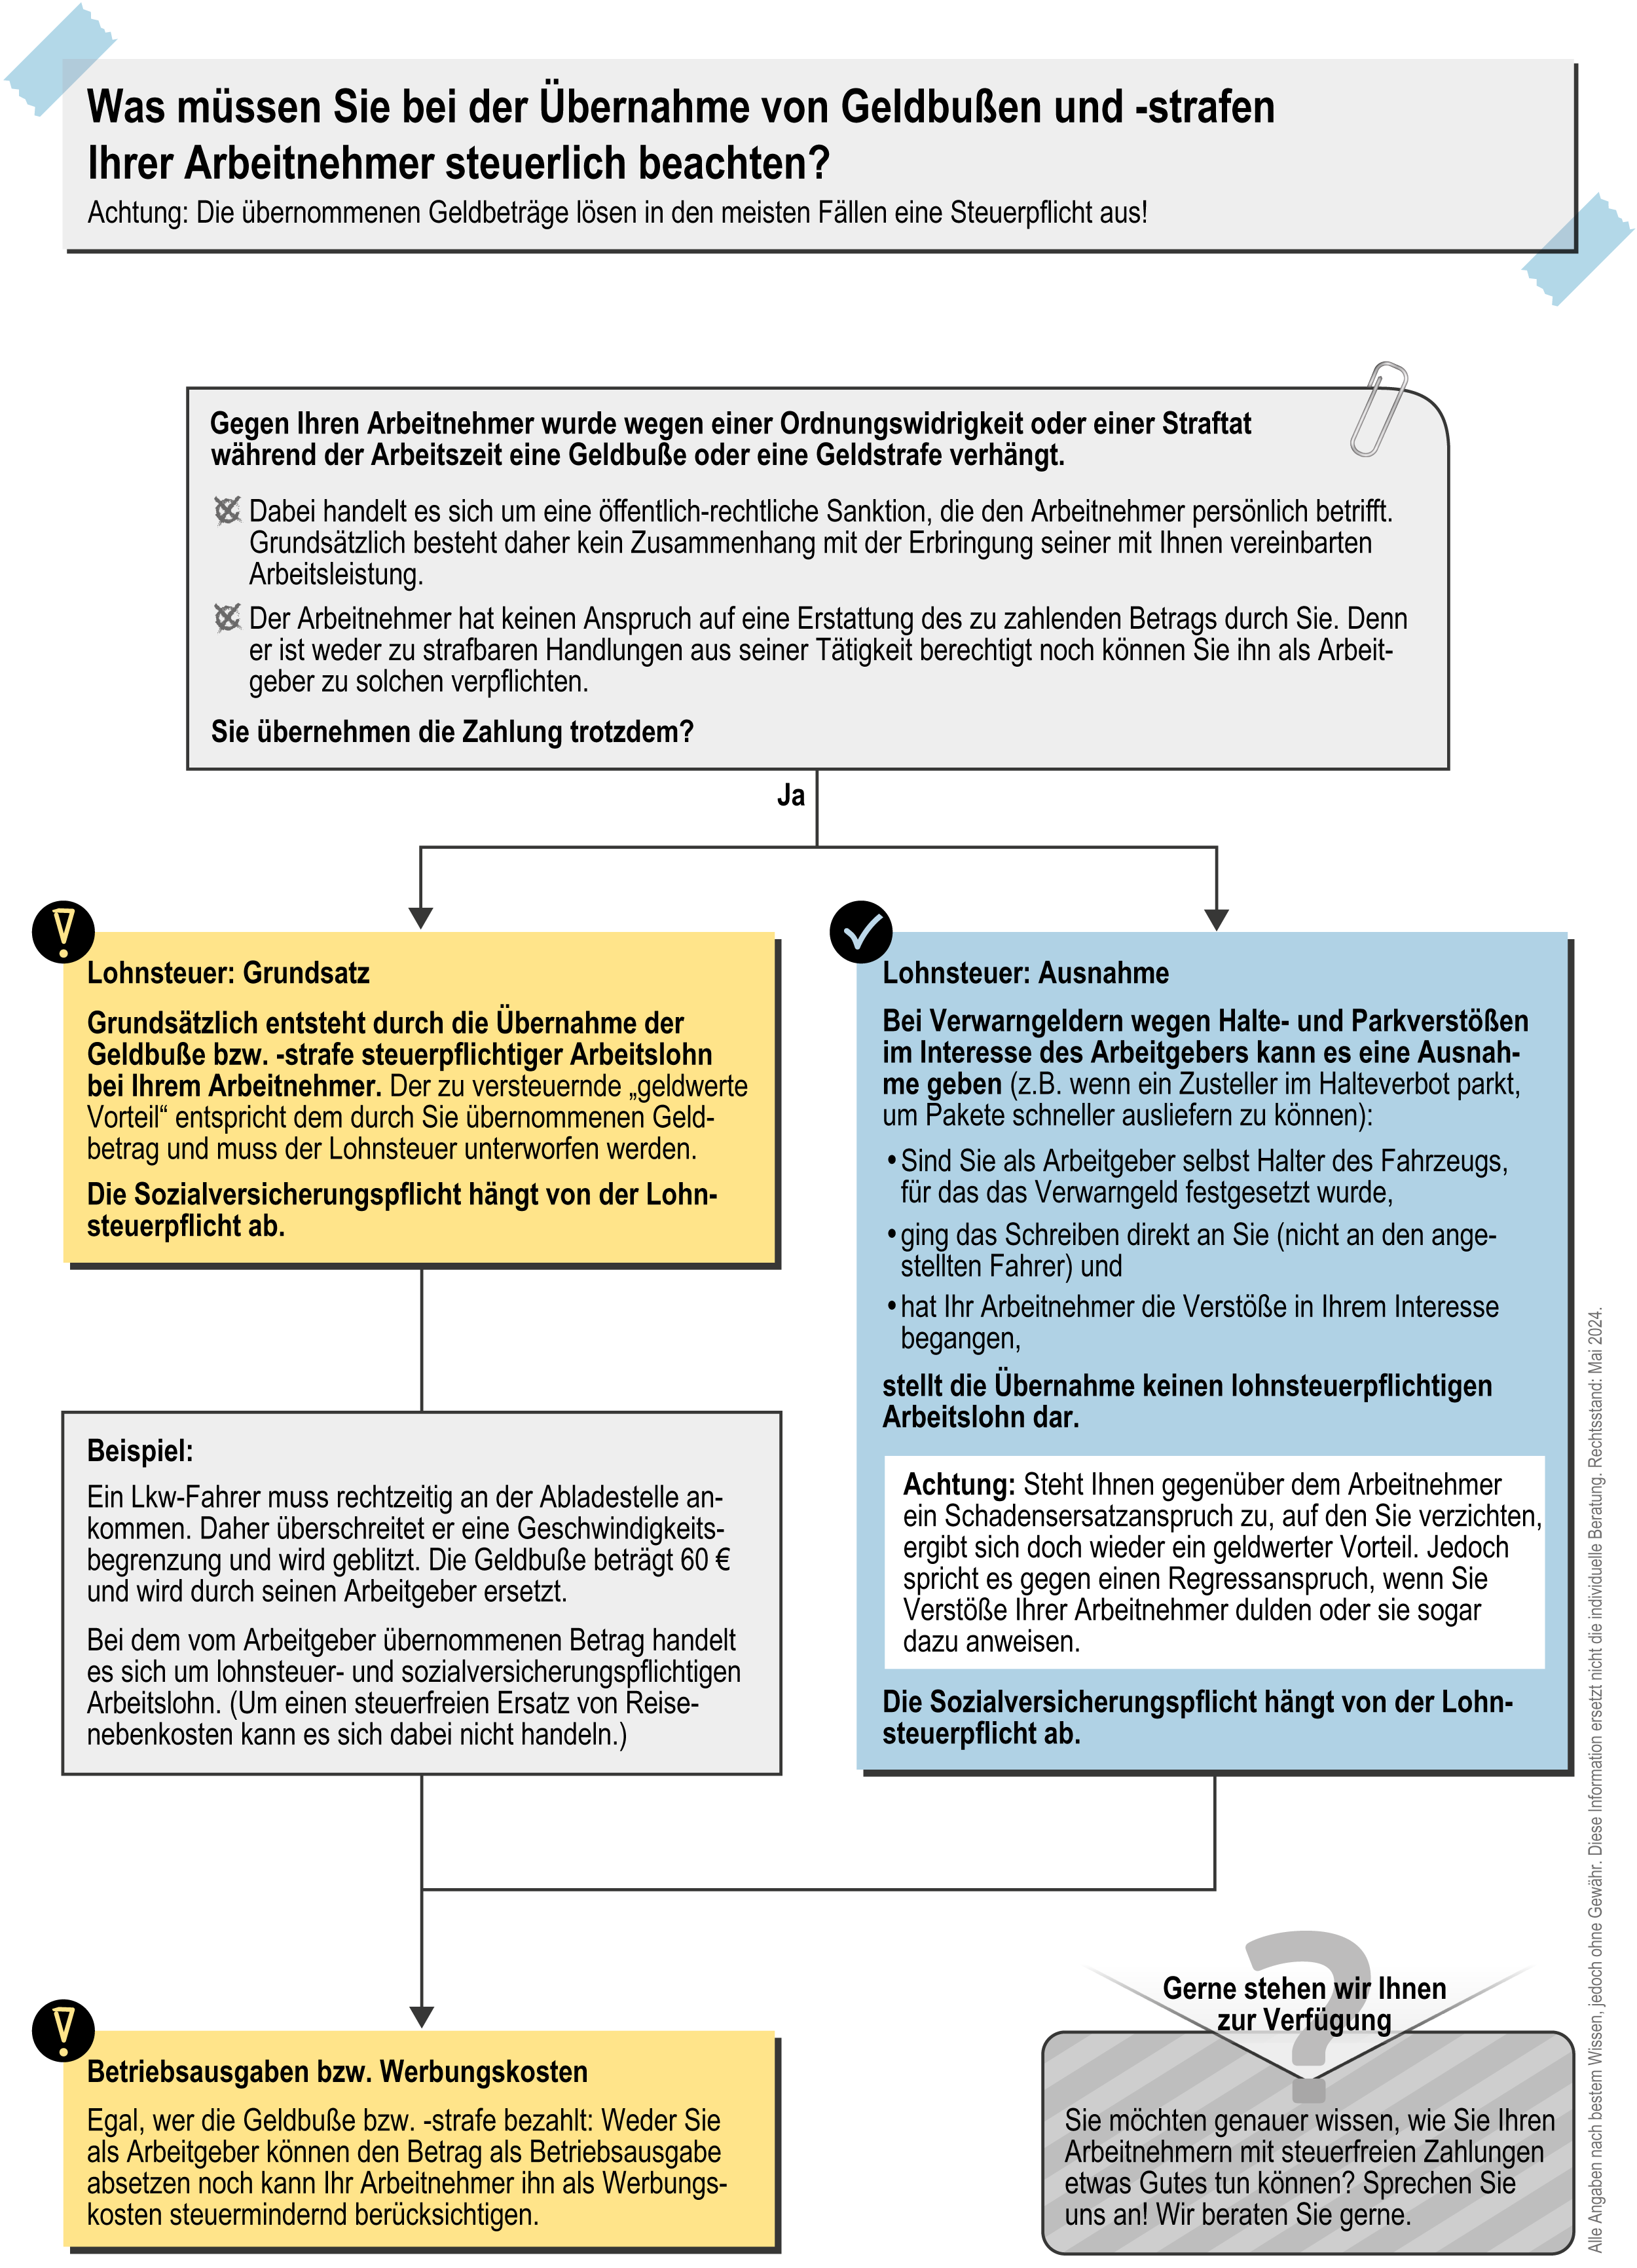 Was müssen Sie bei der Übernahme von Geldbußen und -strafen
Ihrer Arbeitnehmer steuerlich beachten?
Achtung: Die übernommenen Geldbeträge lösen in den meisten Fällen eine Steuerpflicht aus!
Gegen Ihren Arbeitnehmer wurde wegen einer Ordnungswidrigkeit oder einer Straftat
während der Arbeitszeit eine Geldbuße oder eine Geldstrafe verhängt.
Dabei handelt es sich um eine öffentlich-rechtliche Sanktion, die den Arbeitnehmer persönlich betrifft.
Grundsätzlich besteht daher kein Zusammenhang mit der Erbringung seiner mit Ihnen vereinbarten
Arbeitsleistung.
Der Arbeitnehmer hat keinen Anspruch auf eine Erstattung des zu zahlenden Betrags durch Sie. Denn
er ist weder zu strafbaren Handlungen aus seiner Tätigkeit berechtigt noch können Sie ihn als Arbeit-
geber zu solchen verpflichten.
Sie übernehmen die Zahlung trotzdem?
Ja
Lohnsteuer: Grundsatz
Grundsätzlich entsteht durch die Übernahme der
Geldbuße bzw. -strafe steuerpflichtiger Arbeitslohn
bei Ihrem Arbeitnehmer. Der zu versteuernde „geldwerte
Vorteil“ entspricht dem durch Sie übernommenen Geld-
betrag und muss der Lohnsteuer unterworfen werden.
Die Sozialversicherungspflicht hängt von der Lohn-
steuerpflicht ab.
Beispiel:
Ein Lkw-Fahrer muss rechtzeitig an der Abladestelle an-
kommen. Daher überschreitet er eine Geschwindigkeits-
begrenzung und wird geblitzt. Die Geldbuße beträgt 60 €
und wird durch seinen Arbeitgeber ersetzt.
Bei dem vom Arbeitgeber übernommenen Betrag handelt
es sich um lohnsteuer- und sozialversicherungspflichtigen
Arbeitslohn. (Um einen steuerfreien Ersatz von Reise-
nebenkosten kann es sich dabei nicht handeln.)
Lohnsteuer: Ausnahme
Bei Verwarngeldern wegen Halte- und Parkverstößen
im Interesse des Arbeitgebers kann es eine Ausnah-
me geben (z.B. wenn ein Zusteller im Halteverbot parkt,
um Pakete schneller ausliefern zu können):
• Sind Sie als Arbeitgeber selbst Halter des Fahrzeugs,
für das das Verwarngeld festgesetzt wurde,
• ging das Schreiben direkt an Sie (nicht an den ange-
stellten Fahrer) und
• hat Ihr Arbeitnehmer die Verstöße in Ihrem Interesse
begangen,
stellt die Übernahme keinen lohnsteuerpflichtigen
Arbeitslohn dar.
Achtung: Steht Ihnen gegenüber dem Arbeitnehmer
ein Schadensersatzanspruch zu, auf den Sie verzichten,
ergibt sich doch wieder ein geldwerter Vorteil. Jedoch
spricht es gegen einen Regressanspruch, wenn Sie
Verstöße Ihrer Arbeitnehmer dulden oder sie sogar
dazu anweisen.
Die Sozialversicherungspflicht hängt von der Lohn-
steuerpflicht ab.
Betriebsausgaben bzw. Werbungskosten
Egal, wer die Geldbuße bzw. -strafe bezahlt: Weder Sie
als Arbeitgeber können den Betrag als Betriebsausgabe
absetzen noch kann Ihr Arbeitnehmer ihn als Werbungs-
kosten steuermindernd berücksichtigen.
Gerne stehen wir Ihnen
zur Verfügung
?
Sie möchten genauer wissen, wie Sie Ihren
Arbeitnehmern mit steuerfreien Zahlungen
etwas Gutes tun können? Sprechen Sie
uns an! Wir beraten Sie gerne.
Alle Angaben nach bestem Wissen, jedoch ohne Gewähr. Diese Information ersetzt nicht die individuelle Beratung. Rechtsstand: Mai 2024.